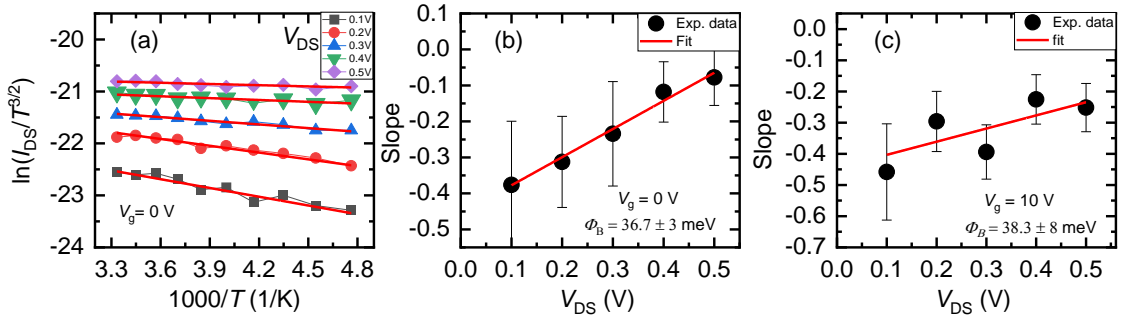 (a)
V_DS
0.1V
0.2V
0.3V
0.4V
0.5V
-20
-21
-22
-23
-24
ln(I_DS/T^3/2)
V_g= 0 V
3.3 3.6 3.9 4.2 4.5 4.8
1000/T (1/K)
(b)
Exp. data
Fit
0.1
0.0
-0.1
-0.2
-0.3
-0.4
-0.5
Slope
V_g = 0 V
Φ_B = 36.7 ± 3 meV
0.0 0.1 0.2 0.3 0.4 0.5
V_DS (V)
(c)
Exp. data
fit
0.1
0.0
-0.1
-0.2
-0.3
-0.4
-0.5
-0.6
-0.7
Slope
V_g = 10 V
Φ_B = 38.3 ± 8 meV
0.0 0.1 0.2 0.3 0.4 0.5
V_DS (V)